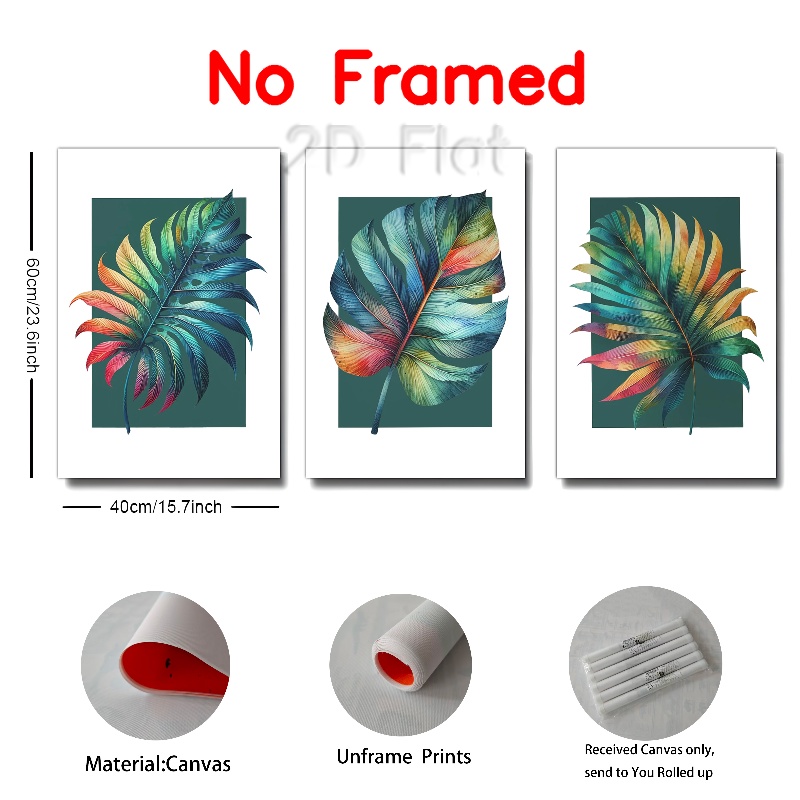 No Framed
2D Flat
60cm/23.6inch
40cm/15.7inch
Material:Canvas
Unframe Prints
Received Canvas only,
send to You Rolled up